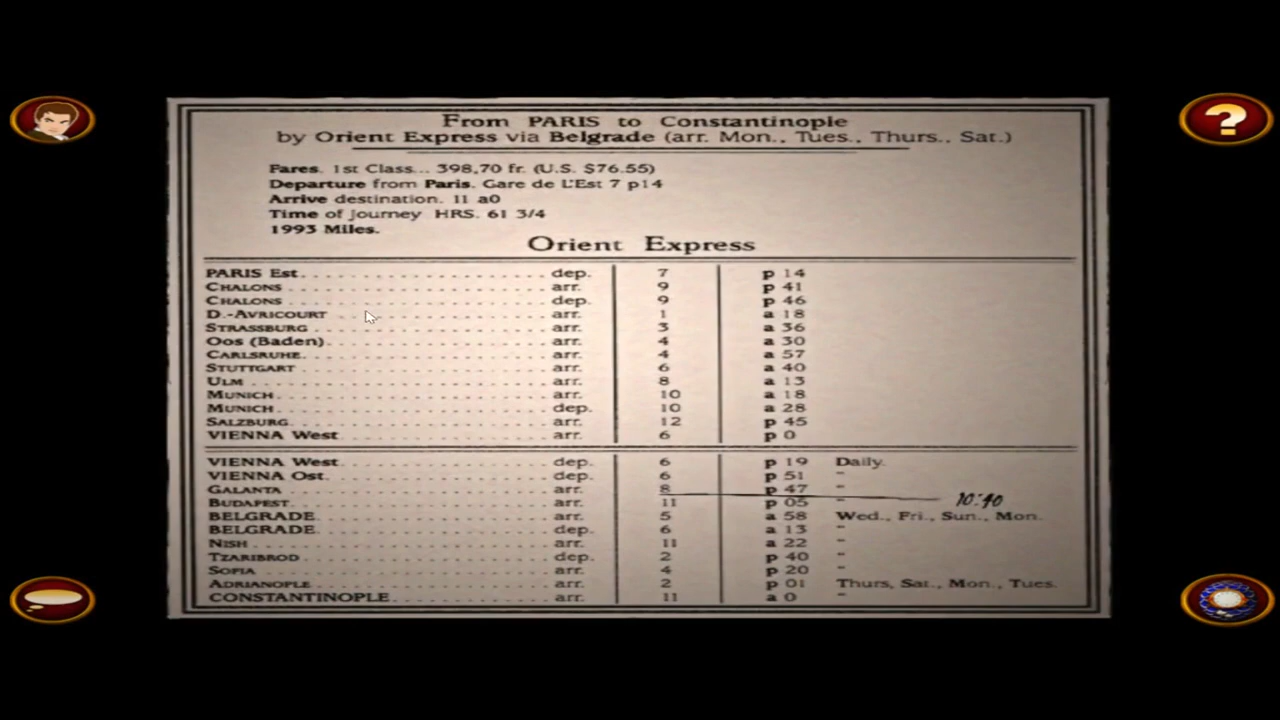 From PARIS to Constantinople
by Orient Express via Belgrade (arr. Mon., Tues., Thurs., Sat.)
Fares. 1st Class... 398,70 fr. (U.S. $76.55)
Departure from Paris. Gare de L'Est 7 p14
Arrive destination. 11 a0
Time of Journey HRS. 61 3/4
1993 Miles.
Orient Express
PARIS Est dep. 7 p 14
CHALONS arr. 9 p 41
CHALONS dep. 9 p 46
D.-AVRICOURT arr. 1 a 18
STRASSBURG arr. 3 a 36
Oos (Baden) arr. 4 a 30
CARLSRUHE arr. 4 a 57
STUTTGART arr. 6 a 40
ULM arr. 8 a 13
MUNICH arr. 10 a 18
MUNICH dep. 10 a 28
SALZBURG arr. 12 p 45
VIENNA West arr. 6 p 0
VIENNA West dep. 6 p 19 Daily.
VIENNA Ost. dep. 6 p 51 "
GALANTA arr. 8 p 47 "
BUDAPEST arr. 11 p 05 " 10:40
BELGRADE arr. 5 a 58 Wed., Fri., Sun., Mon.
BELGRADE dep. 6 a 13 "
NISH arr. 11 a 22 "
TZARIBROD dep. 2 p 40 "
SOFIA arr. 4 p 20 "
ADRIANOPLE arr. 2 p 01 Thurs, Sat., Mon., Tues.
CONSTANTINOPLE arr. 11 a 0 "
?